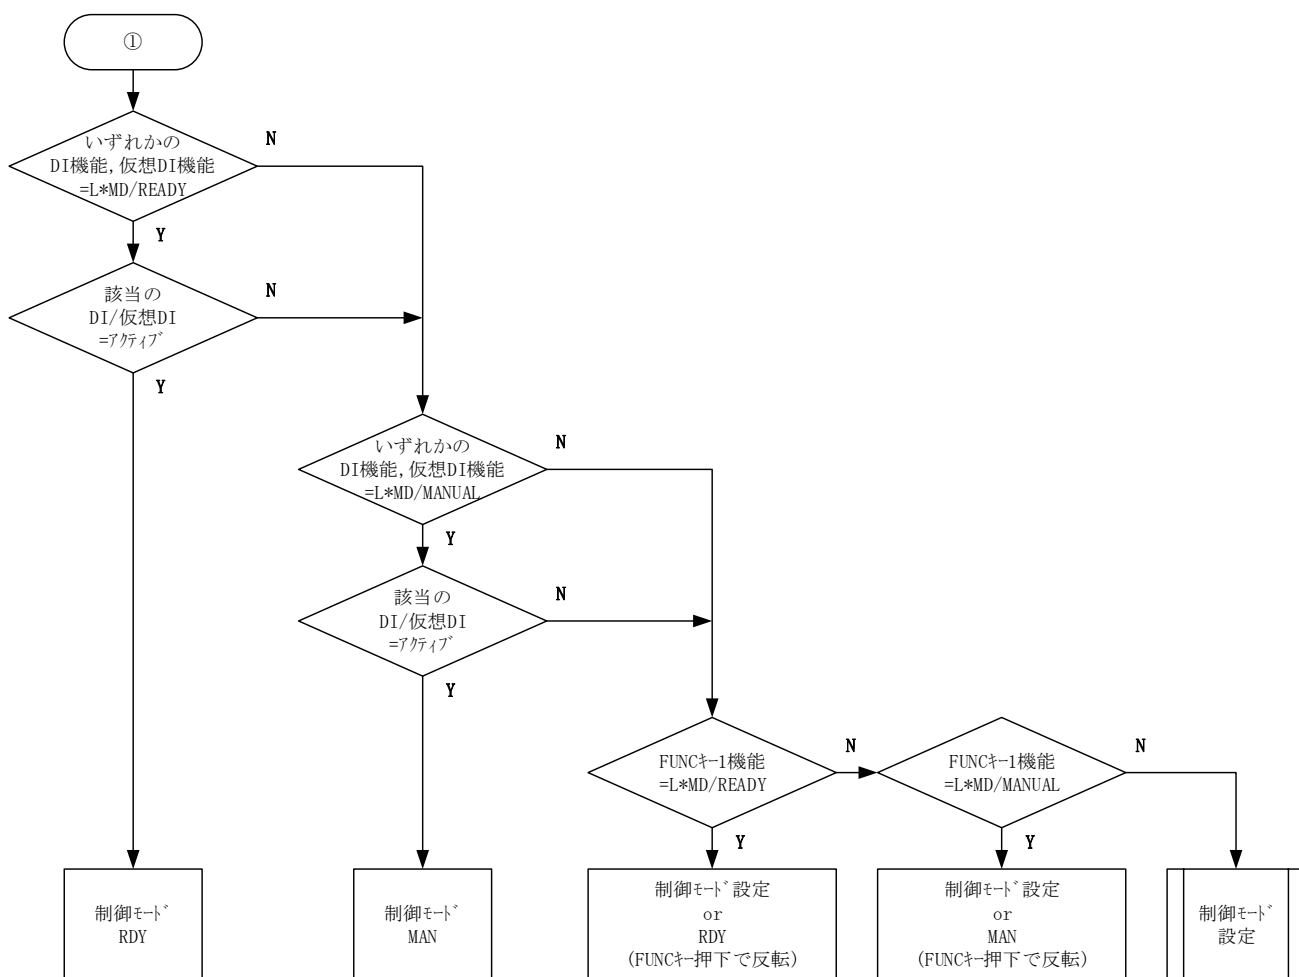 ①
いずれかの
DI機能,仮想DI機能
=L*MD/READY
N
Y
該当の
DI/仮想DI
=ｱｸﾃｨﾌﾞ
N
Y
いずれかの
DI機能,仮想DI機能
=L*MD/MANUAL
N
Y
該当の
DI/仮想DI
=ｱｸﾃｨﾌﾞ
N
Y
FUNCｷｰ1機能
=L*MD/READY
N
Y
FUNCｷｰ1機能
=L*MD/MANUAL
N
Y
制御ﾓｰﾄﾞ
RDY
制御ﾓｰﾄﾞ
MAN
制御ﾓｰﾄﾞ設定
or
RDY
(FUNCｷｰ押下で反転)
制御ﾓｰﾄﾞ設定
or
MAN
(FUNCｷｰ押下で反転)
制御ﾓｰﾄﾞ
設定